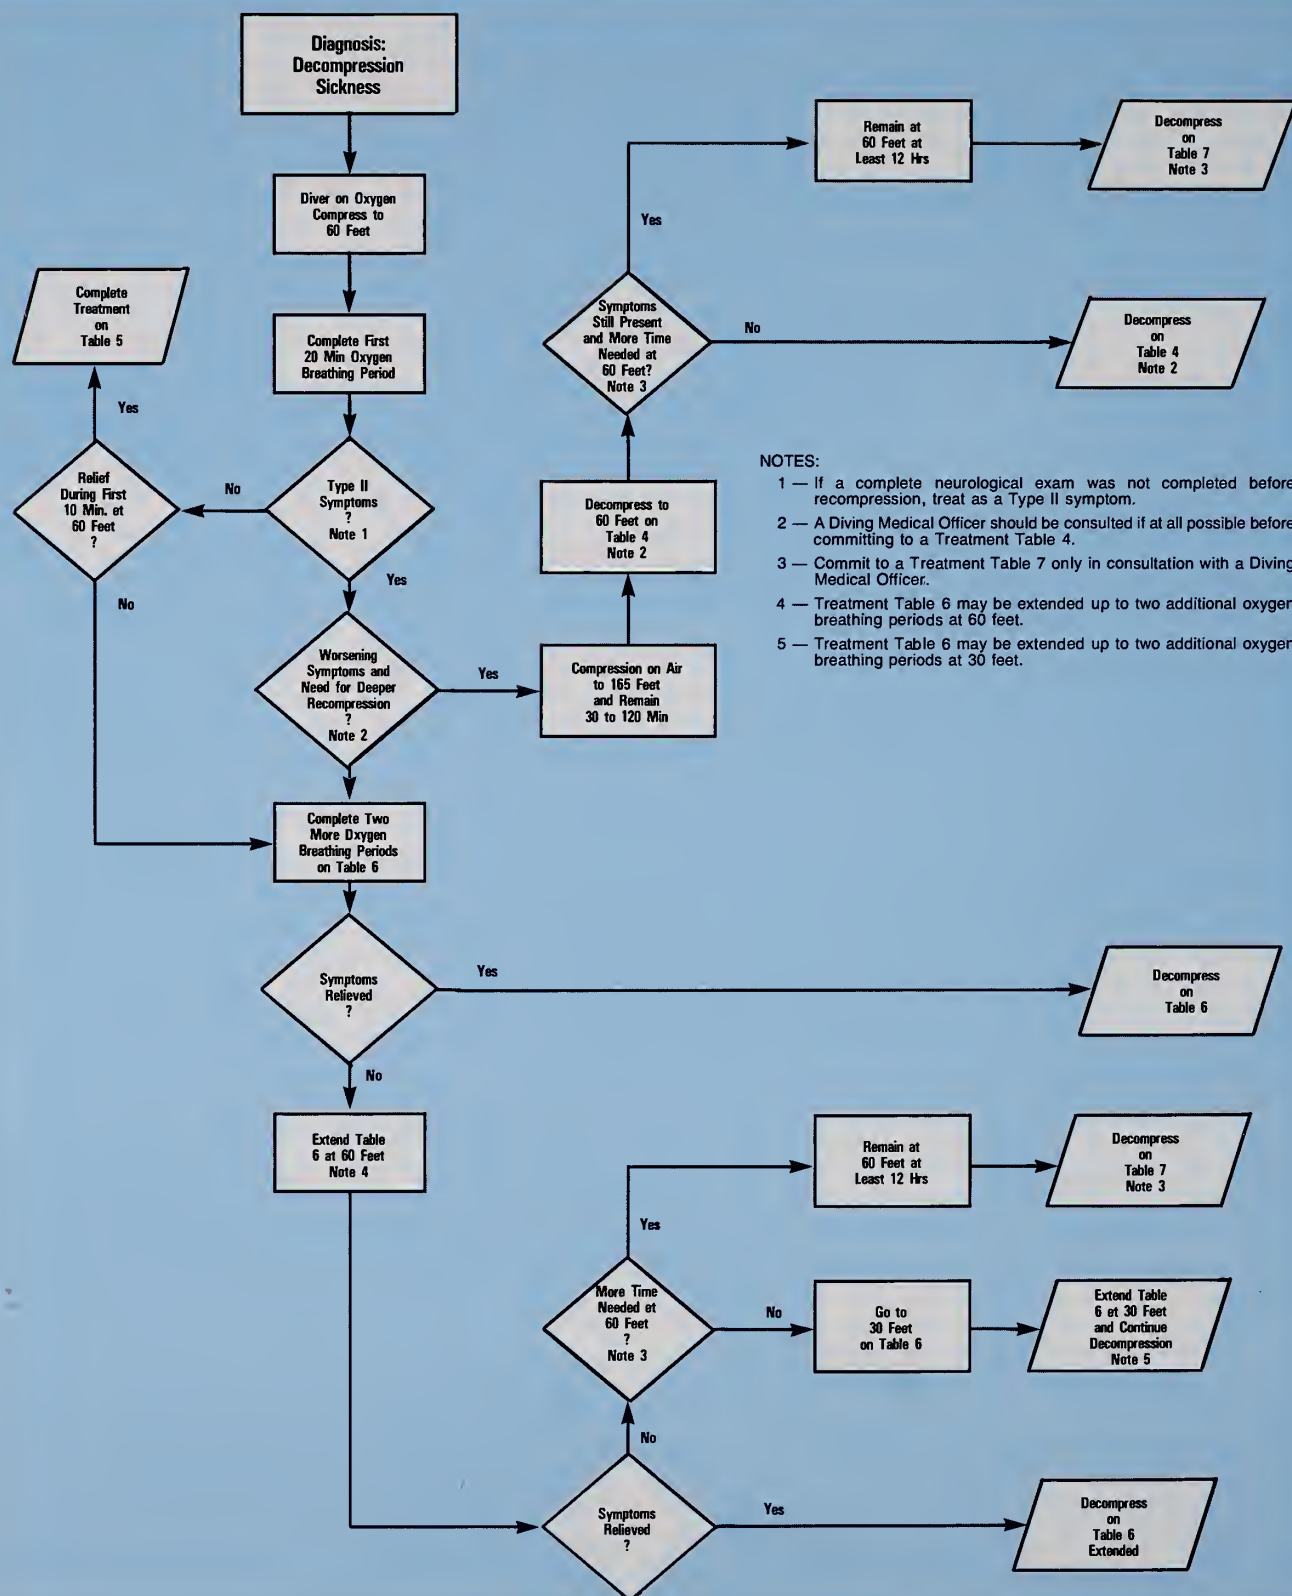 Diagnosis:
Decompression
Sickness
Diver on Oxygen
Compress to
60 Feet
Complete First
20 Min Oxygen
Breathing Period
Type II
Symptoms
?
Note 1
No
Relief
During First
10 Min. et
60 Feet
?
Yes
Complete
Treatment
on
Table 5
No
Yes
Worsening
Symptoms and
Need for Deeper
Recompression
?
Note 2
Yes
Compression on Air
to 165 Feet
and Remain
30 to 120 Min
Decompress to
60 Feet on
Table 4
Note 2
Symptoms
Still Present
and More Time
Needed at
60 Feet?
Note 3
Yes
Remain at
60 Feet at
Least 12 Hrs
Decompress
on
Table 7
Note 3
No
Decompress
on
Table 4
Note 2
NOTES:
1 — If a complete neurological exam was not completed before
recompression, treat as a Type II symptom.
2 — A Diving Medical Officer should be consulted if at all possible before
committing to a Treatment Table 4.
3 — Commit to a Treatment Table 7 only in consultation with a Diving
Medical Officer.
4 — Treatment Table 6 may be extended up to two additional oxygen
breathing periods at 60 feet.
5 — Treatment Table 6 may be extended up to two additional oxygen
breathing periods at 30 feet.
Complete Two
More Dxygen
Breathing Periods
on Table 6
Symptoms
Relieved
?
Yes
Decompress
on
Table 6
No
Extend Table
6 at 60 Feet
Note 4
Symptoms
Relieved
?
Yes
Decompress
on
Table 6
Extended
No
More Time
Needed et
60 Feet
?
Note 3
Yes
Remain at
60 Feet at
Least 12 Hrs
Decompress
on
Table 7
Note 3
No
Go to
30 Feet
on Table 6
Extend Table
6 et 30 Feet
and Continue
Decompression
Note 5